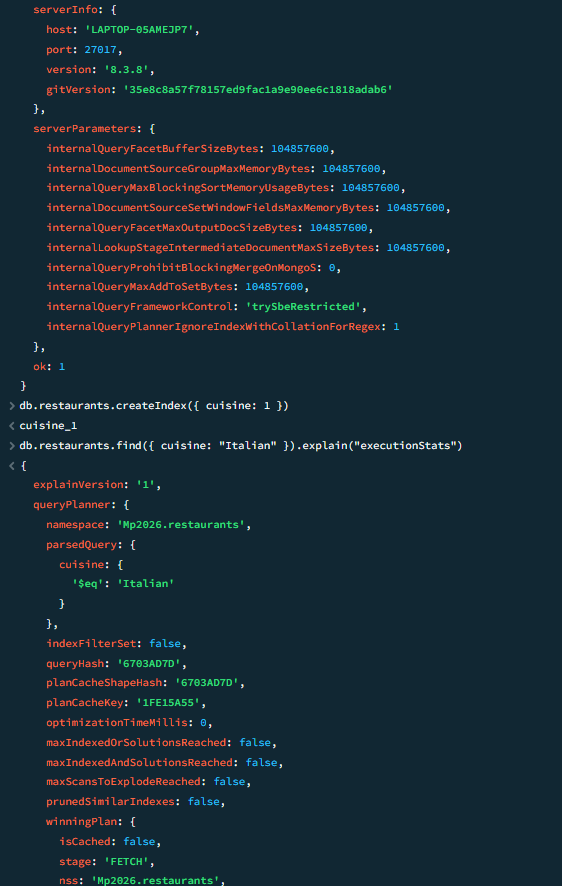 serverInfo: {
host: 'LAPTOP-05AMEJP7',
port: 27017,
version: '8.3.8',
gitVersion: '35e8c8a57f78157ed9fac1a9e90ee6c1818adab6'
},
serverParameters: {
internalQueryFacetBufferSizeBytes: 104857600,
internalDocumentSourceGroupMaxMemoryBytes: 104857600,
internalQueryMaxBlockingSortMemoryUsageBytes: 104857600,
internalDocumentSourceSetWindowFieldsMaxMemoryBytes: 104857600,
internalQueryFacetMaxOutputDocSizeBytes: 104857600,
internalLookupStageIntermediateDocumentMaxSizeBytes: 104857600,
internalQueryProhibitBlockingMergeOnMongoS: 0,
internalQueryMaxAddToSetBytes: 104857600,
internalQueryFrameworkControl: 'trySbeRestricted',
internalQueryPlannerIgnoreIndexWithCollationForRegex: 1
},
ok: 1
}
> db.restaurants.createIndex({ cuisine: 1 })
< cuisine_1
> db.restaurants.find({ cuisine: "Italian" }).explain("executionStats")
< {
explainVersion: '1',
queryPlanner: {
namespace: 'Mp2026.restaurants',
parsedQuery: {
cuisine: {
'$eq': 'Italian'
}
},
indexFilterSet: false,
queryHash: '6703AD7D',
planCacheShapeHash: '6703AD7D',
planCacheKey: '1FE15A55',
optimizationTimeMillis: 0,
maxIndexedOrSolutionsReached: false,
maxIndexedAndSolutionsReached: false,
maxScansToExplodeReached: false,
prunedSimilarIndexes: false,
winningPlan: {
isCached: false,
stage: 'FETCH',
nss: 'Mp2026.restaurants',